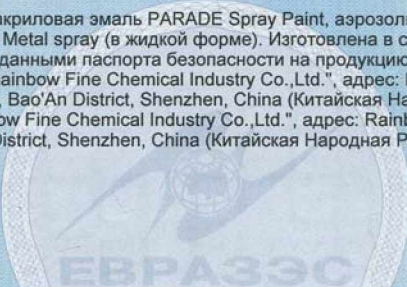 акриловая эмаль PARADE Spray Paint, аэрозоль
Metal spray (в жидкой форме). Изготовлена в с
данными паспорта безопасности на продукцию
ainbow Fine Chemical Industry Co.,Ltd.", адрес:
, Bao'An District, Shenzhen, China (Китайская На
ow Fine Chemical Industry Co.,Ltd.", адрес: Rainb
District, Shenzhen, China (Китайская Народная Р
ЕВРАЗЭС